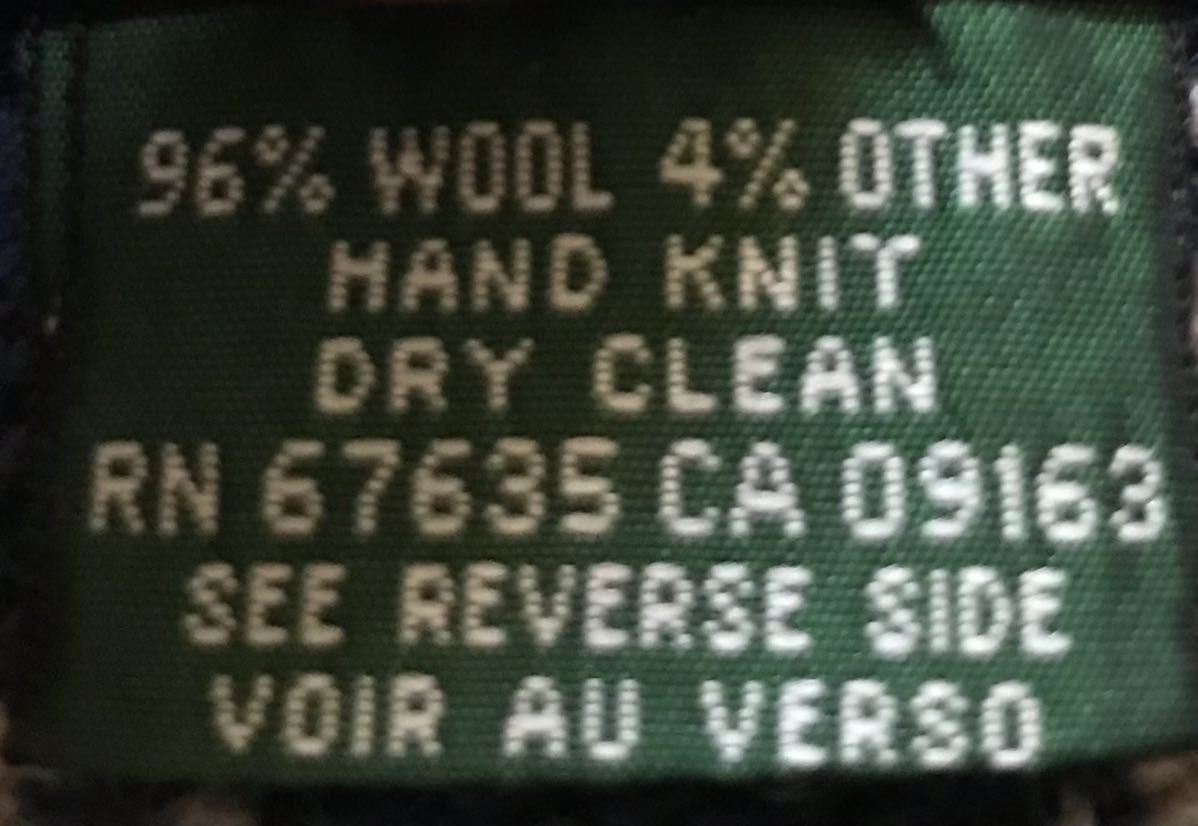 96% WOOL 4% OTHER
HAND KNIT
DRY CLEAN
RN 67635 CA 09163
SEE REVERSE SIDE
VOIR AU VERSO